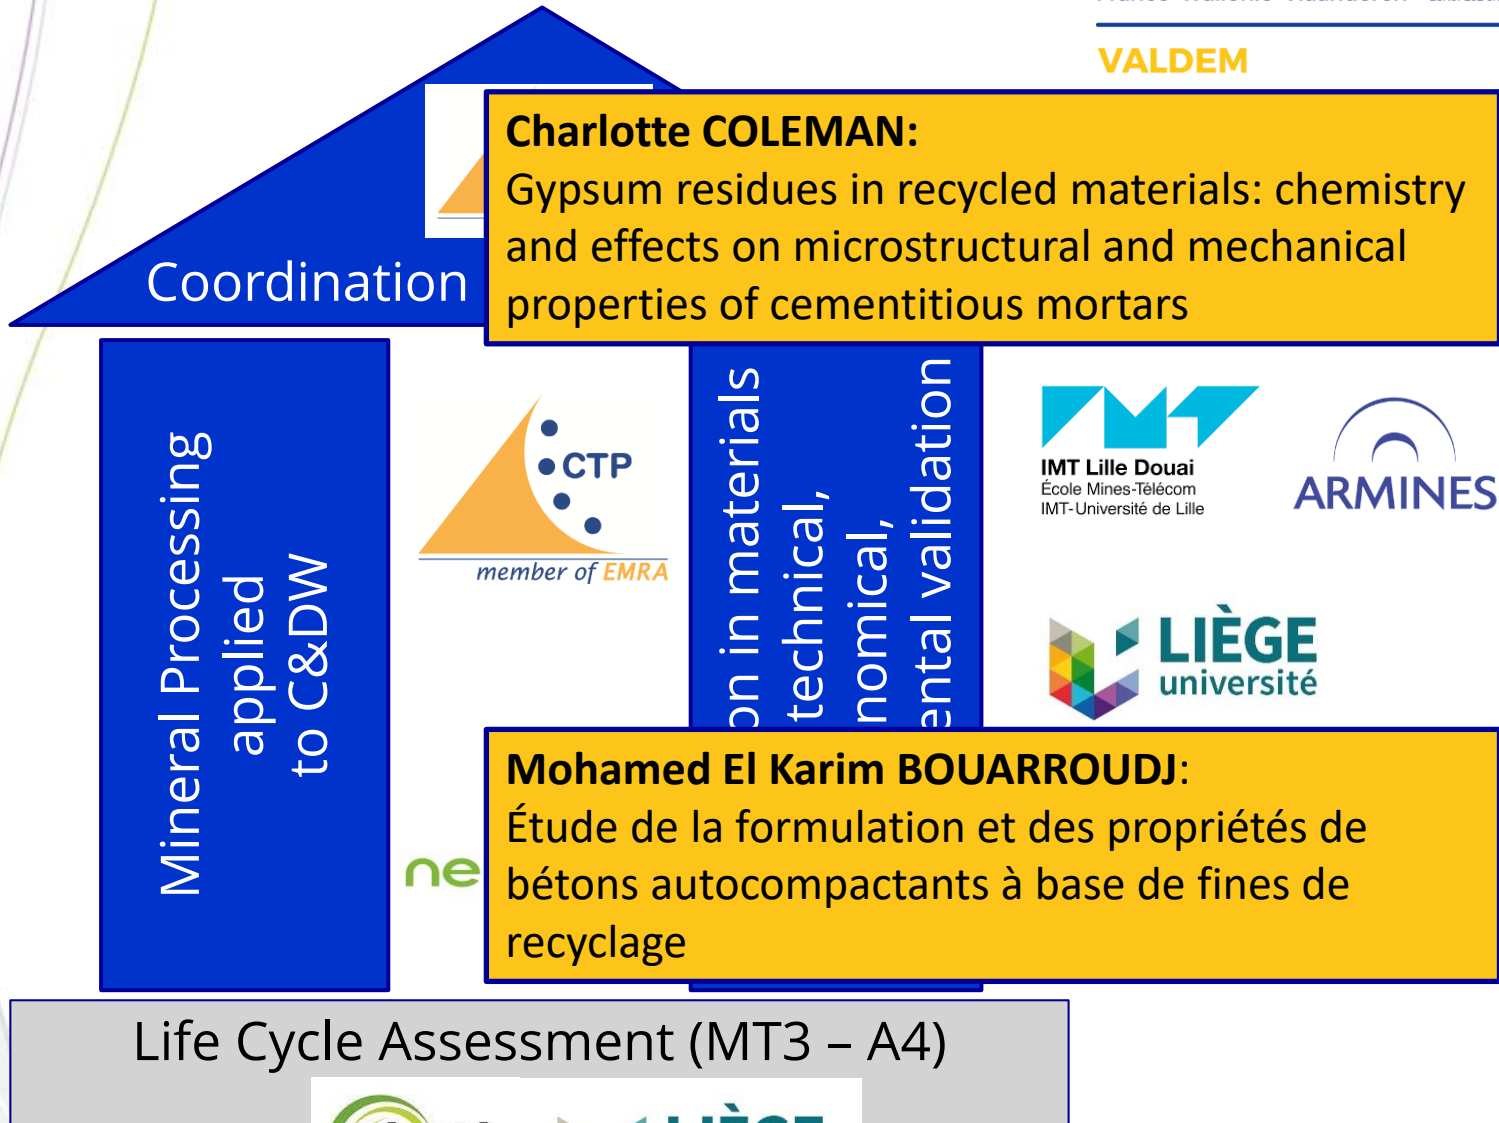 VALDEM
Charlotte COLEMAN:
Gypsum residues in recycled materials: chemistry
and effects on microstructural and mechanical
properties of cementitious mortars
Coordination
Mineral Processing
applied
to C&DW
CTP
member of EMRA
in materials
technical,
validation
IMT Lille Douai
École Mines-Télécom
IMT-Université de Lille
ARMINES
LIÈGE
université
Mohamed El Karim BOUARROUDJ:
Étude de la formulation et des propriétés de
bétons autocompactants à base de fines de
recyclage
Life Cycle Assessment (MT3 – A4)
LIÈGE